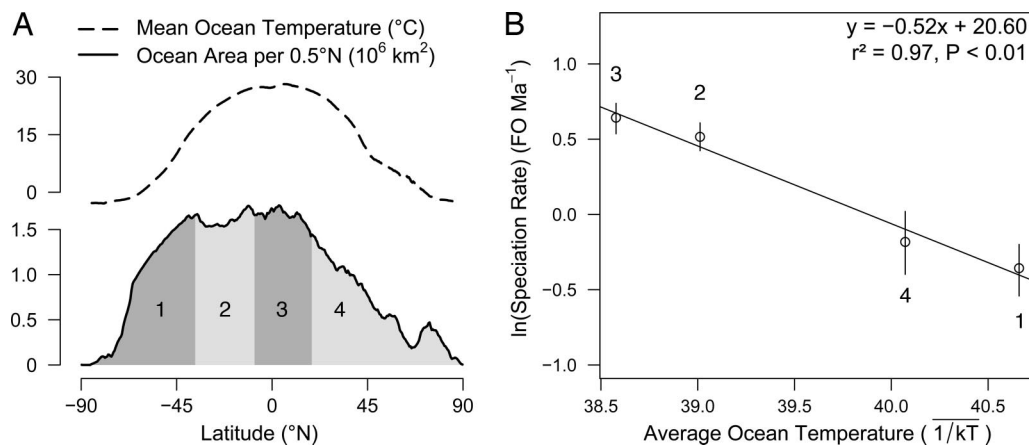 A
Mean Ocean Temperature (°C)
Ocean Area per 0.5°N (10⁶ km²)
30
15
0
1.5
1.0
0.5
0
1 2 3 4
−90 −45 0 45 90
Latitude (°N)
B
y = −0.52x + 20.60
r² = 0.97, P < 0.01
ln(Speciation Rate) (FO Ma⁻¹)
1.0
0.5
0.0
−0.5
−1.0
3
2
4
1
38.5 39.0 39.5 40.0 40.5
Average Ocean Temperature ( 1/kT )